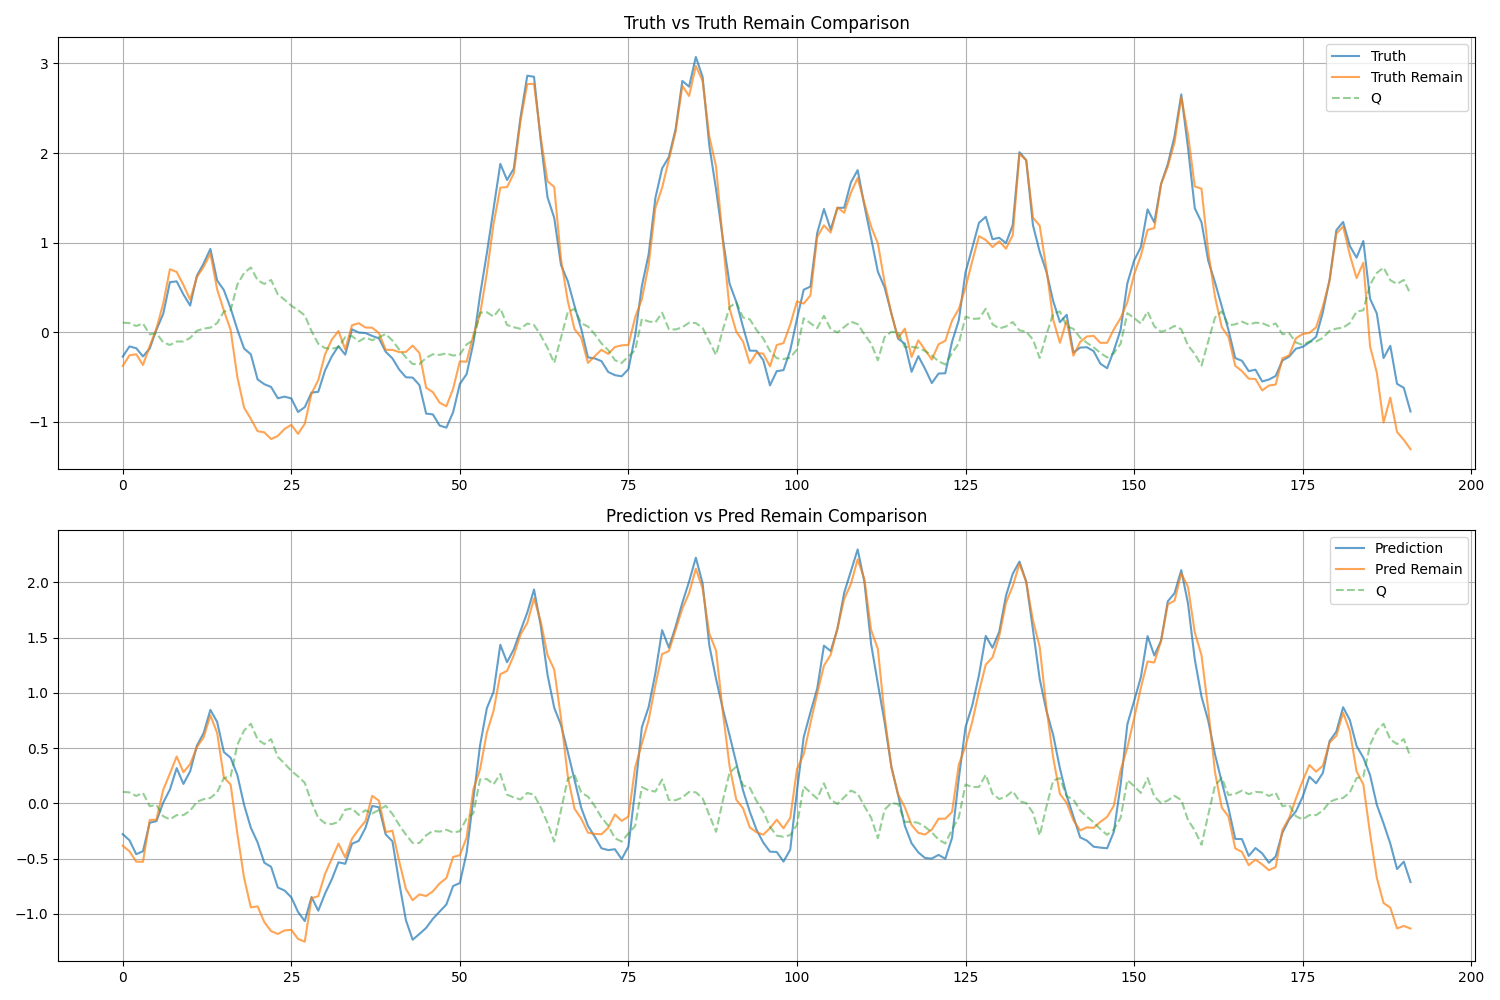 Truth vs Truth Remain Comparison
Truth
Truth Remain
Q
3
2
1
0
−1
0 25 50 75 100 125 150 175 200
Prediction vs Pred Remain Comparison
Prediction
Pred Remain
Q
2.0
1.5
1.0
0.5
0.0
−0.5
−1.0
0 25 50 75 100 125 150 175 200